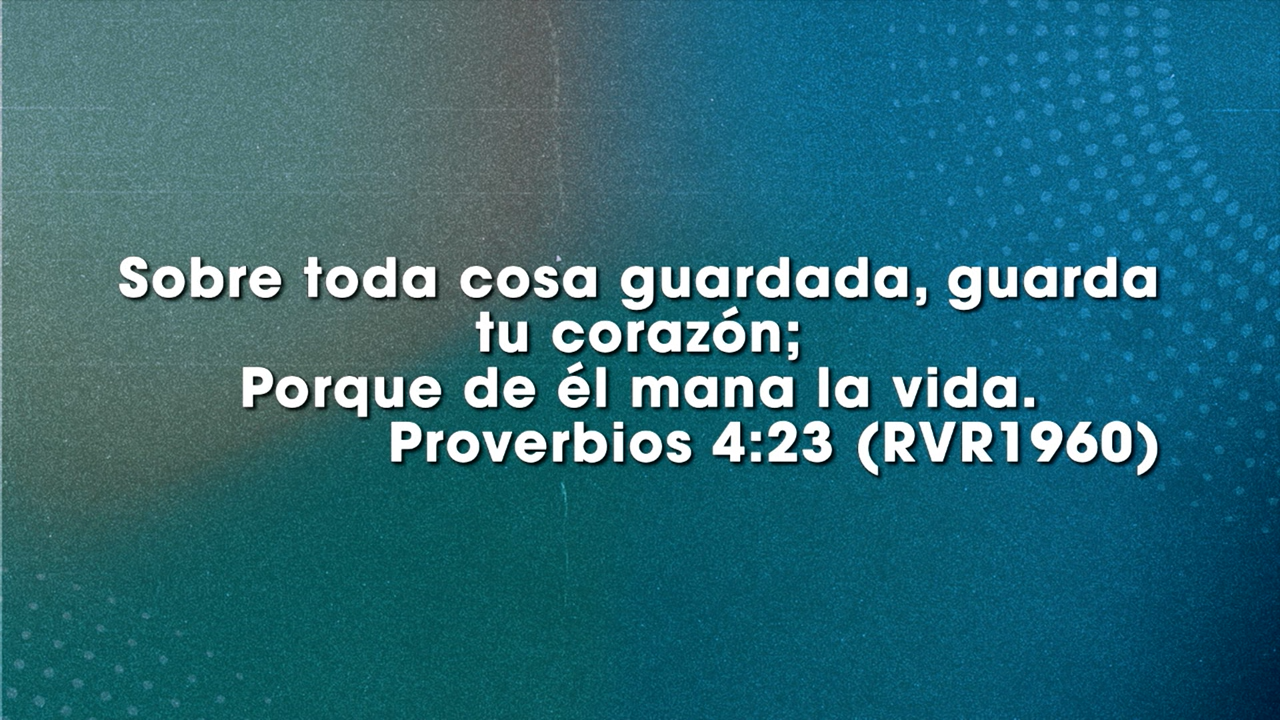 Sobre toda cosa guardada, guarda
tu corazón;
Porque de él mana la vida.
Proverbios 4:23 (RVR1960)